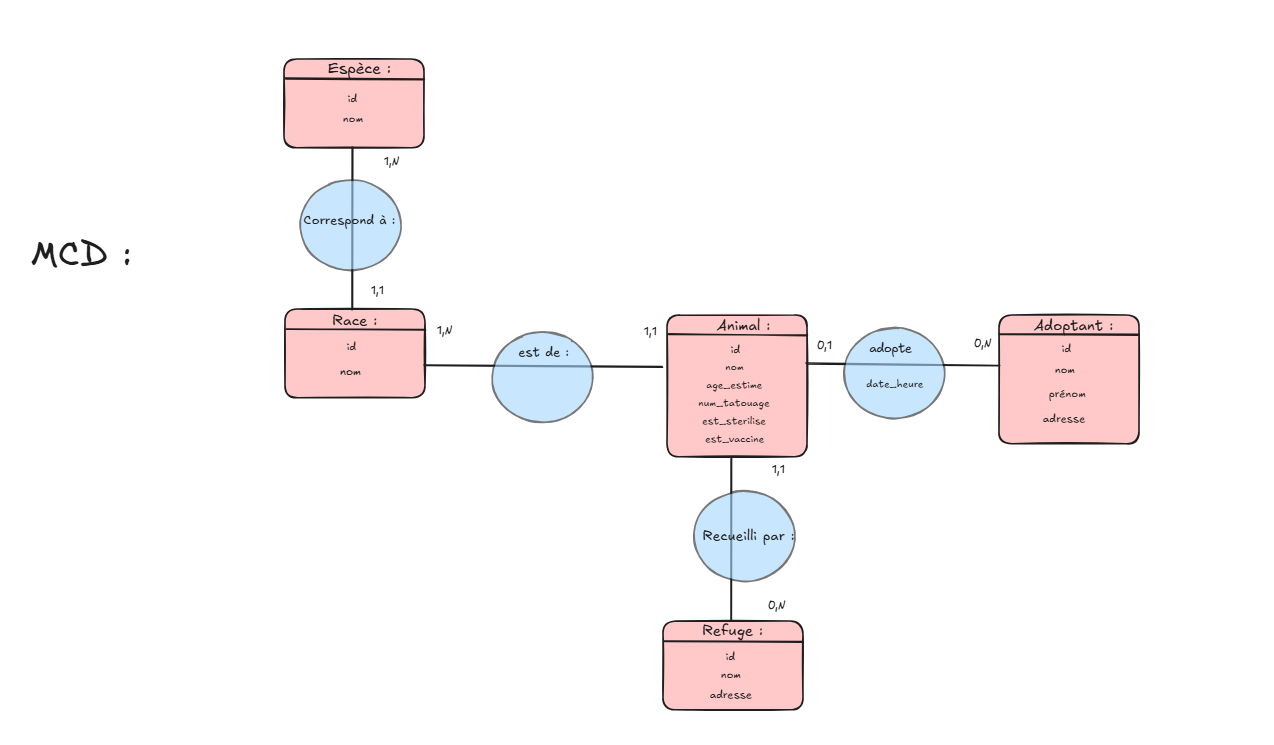 Espèce :
id
nom
1,N
Correspond à :
MCD :
1,1
Race :
id
nom
1,N
est de :
1,1
Animal :
id
nom
age_estime
num_tatouage
est_sterilise
est_vaccine
0,1
adopte
date_heure
0,N
Adoptant :
id
nom
prénom
adresse
1,1
Recueilli par :
0,N
Refuge :
id
nom
adresse